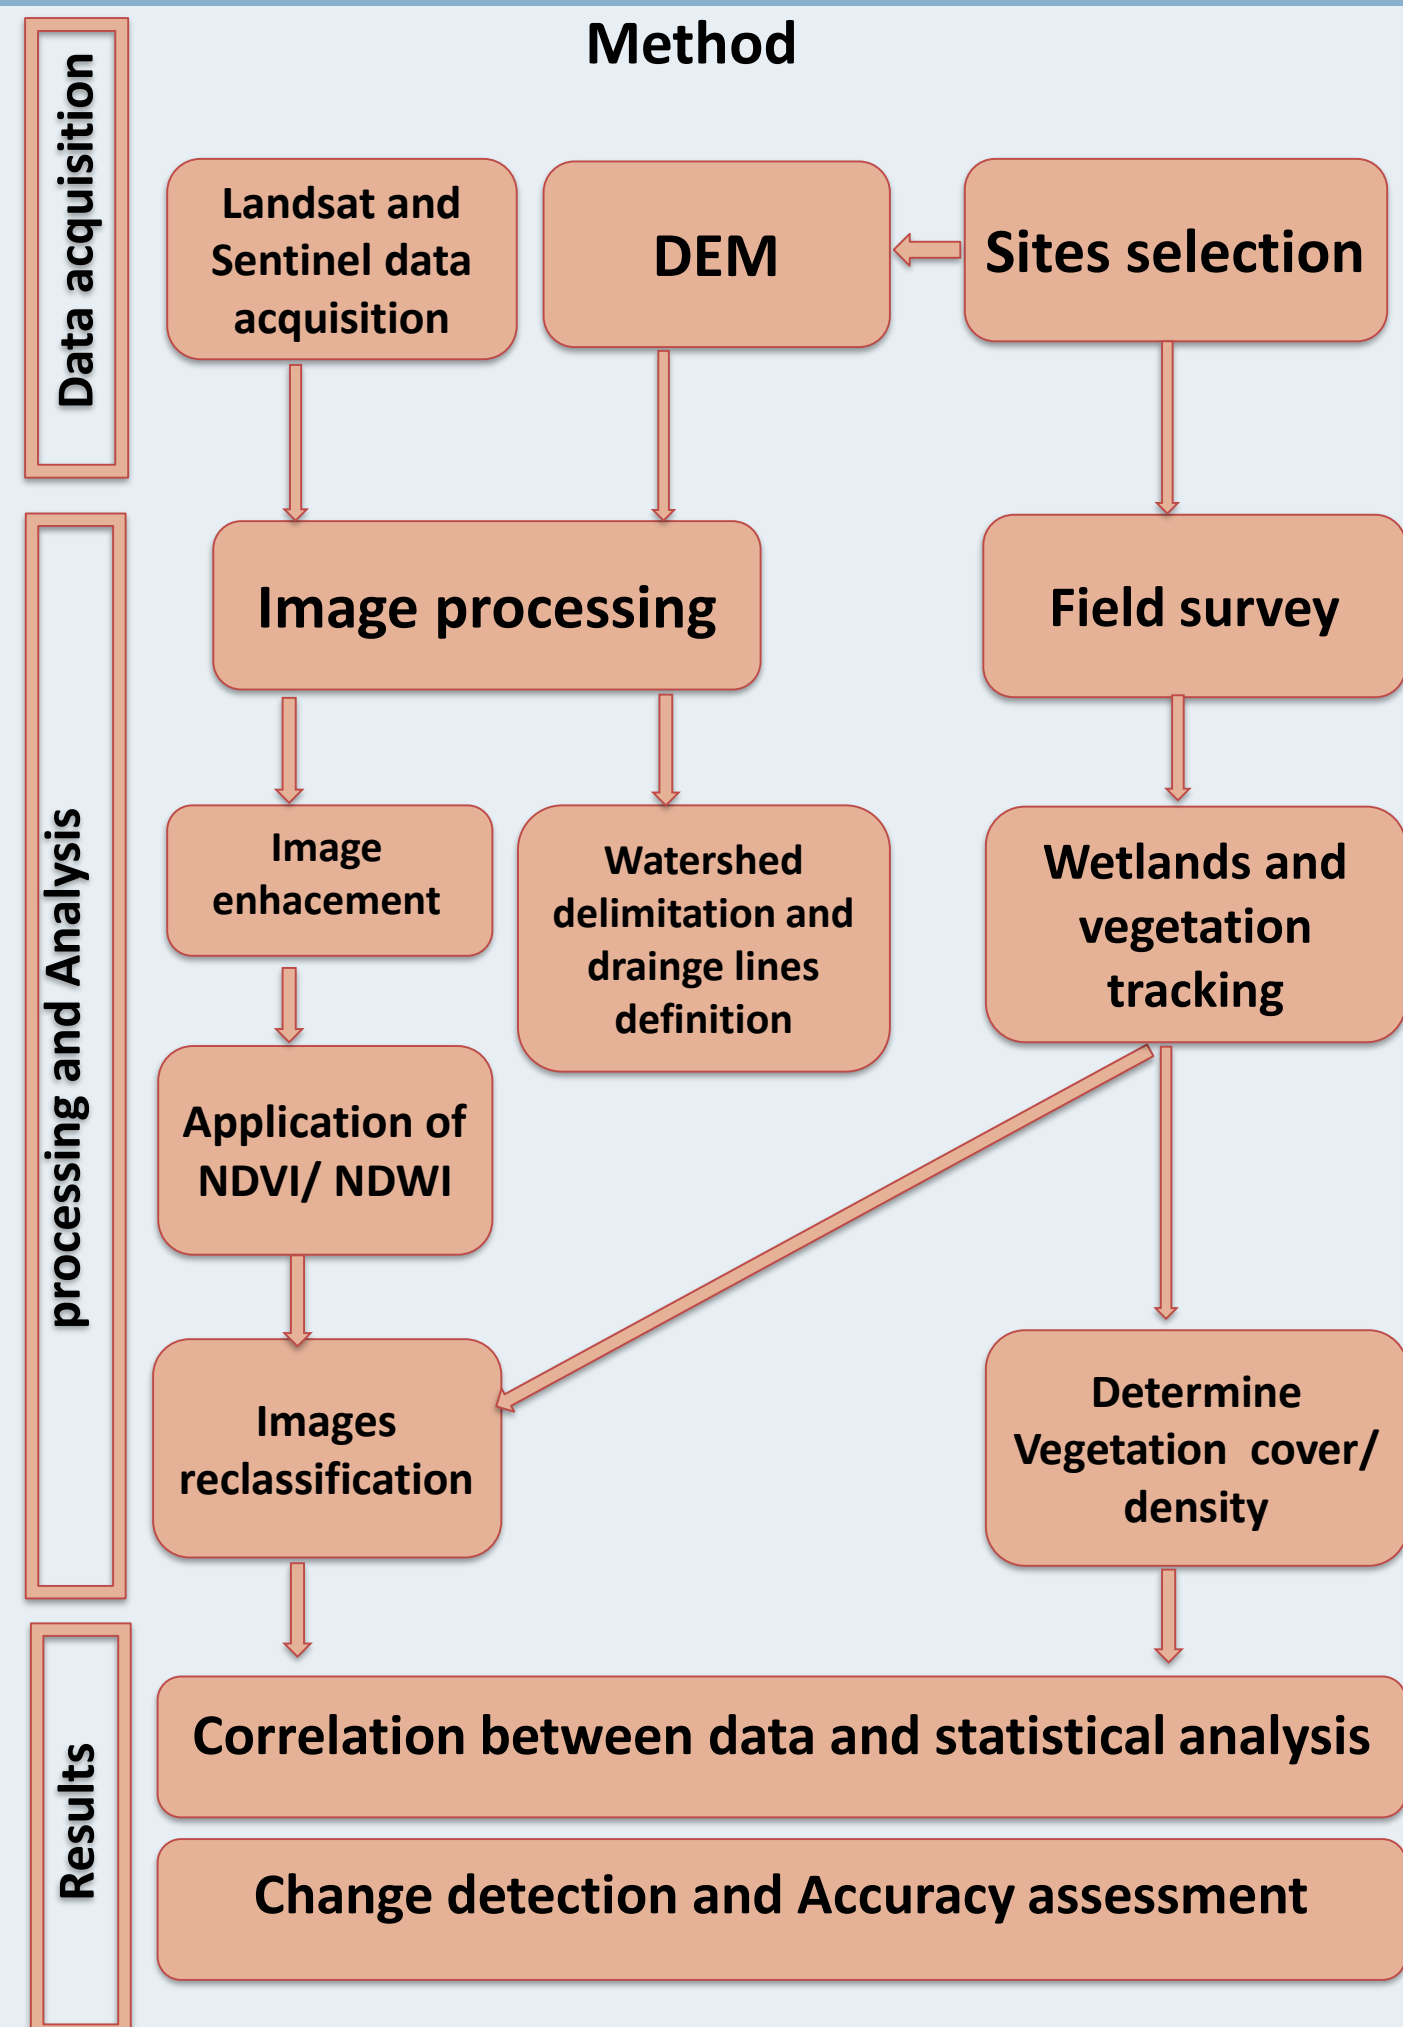 Method
Data acquisition
Landsat and
Sentinel data
acquisition
DEM
Sites selection
processing and Analysis
Image processing
Field survey
Image
enhacement
Watershed
delimitation and
drainge lines
definition
Wetlands and
vegetation
tracking
Application of
NDVI/ NDWI
Images
reclassification
Determine
Vegetation cover/
density
Results
Correlation between data and statistical analysis
Change detection and Accuracy assessment